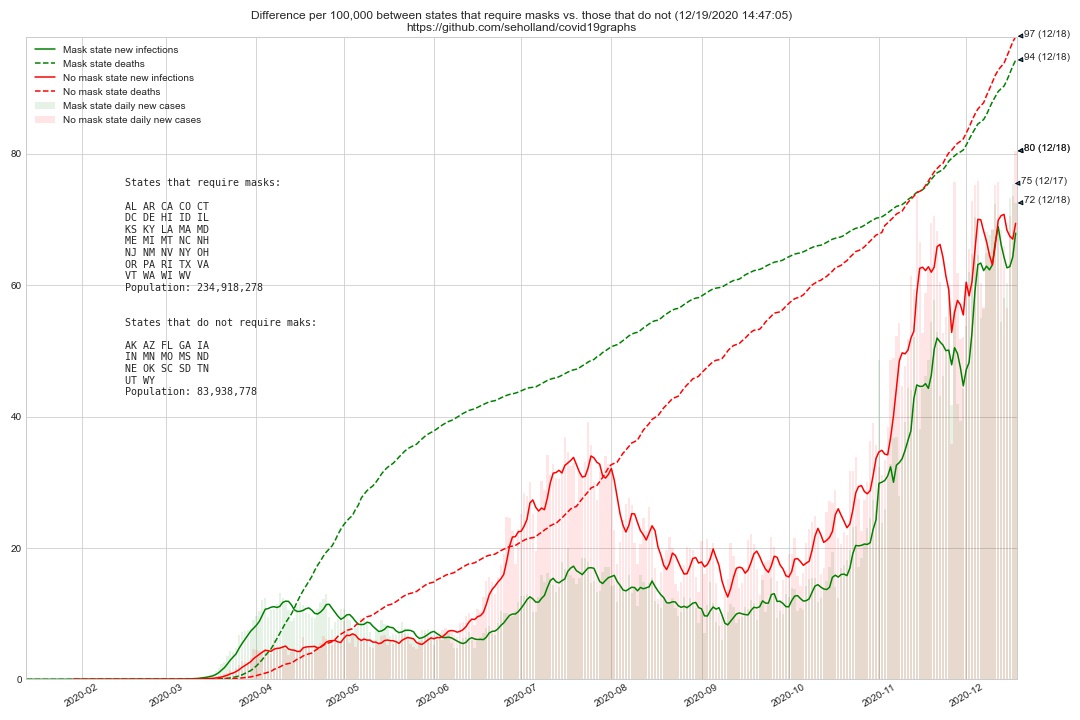 Difference per 100,000 between states that require masks vs. those that do not (12/19/2020 14:47:05)
https://github.com/seholland/covid19graphs
Mask state new infections
Mask state deaths
No mask state new infections
No mask state deaths
Mask state daily new cases
No mask state daily new cases
States that require masks:
AL AR CA CO CT
DC DE HI ID IL
KS KY LA MA MD
ME MI MT NC NH
NJ NM NV NY OH
OR PA RI TX VA
VT WA WI WV
Population: 234,918,278
States that do not require maks:
AK AZ FL GA IA
IN MN MO MS ND
NE OK SC SD TN
UT WY
Population: 83,938,778
97 (12/18)
94 (12/18)
80 (12/18)
75 (12/17)
72 (12/18)
80
60
40
20
0
2020-02
2020-03
2020-04
2020-05
2020-06
2020-07
2020-08
2020-09
2020-10
2020-11
2020-12